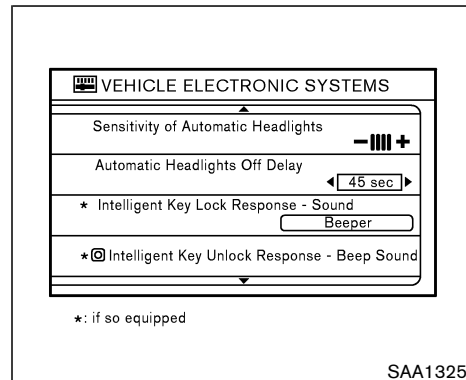 VEHICLE ELECTRONIC SYSTEMS
Sensitivity of Automatic Headlights
− +
Automatic Headlights Off Delay
45 sec
* Intelligent Key Lock Response - Sound
Beeper
* Intelligent Key Unlock Response - Beep Sound
*: if so equipped
SAA1325